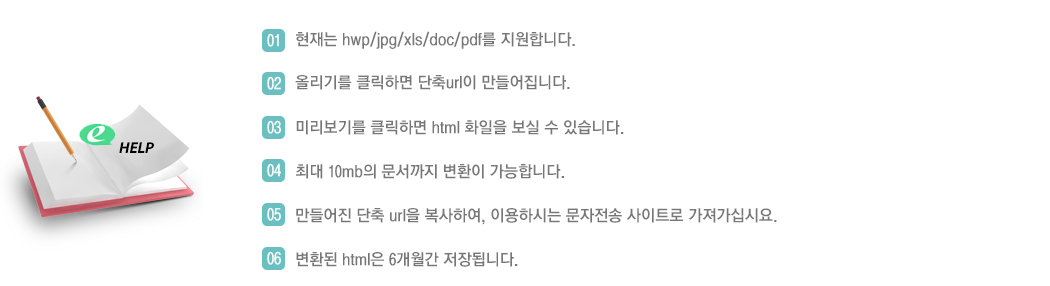 01 현재는 hwp/jpg/xls/doc/pdf를 지원합니다.
02 올리기를 클릭하면 단축url이 만들어집니다.
03 미리보기를 클릭하면 html 화일을 보실 수 있습니다.
e HELP
04 최대 10mb의 문서까지 변환이 가능합니다.
05 만들어진 단축 url을 복사하여, 이용하시는 문자전송 사이트로 가져가십시요.
06 변환된 html은 6개월간 저장됩니다.